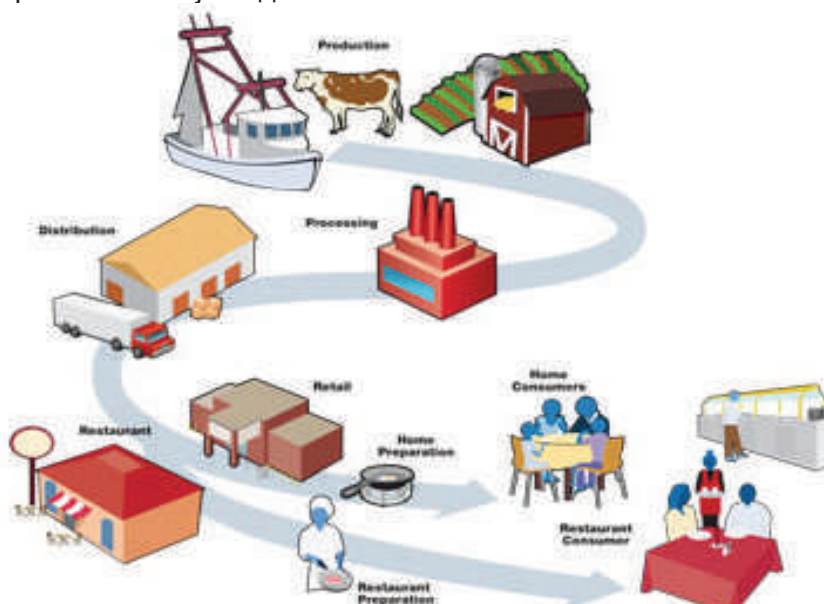 Production
Processing
Distribution
Retail
Home
Consumers
Restaurant
Home
Preparation
Restaurant
Consumer
Restaurant
Preparation